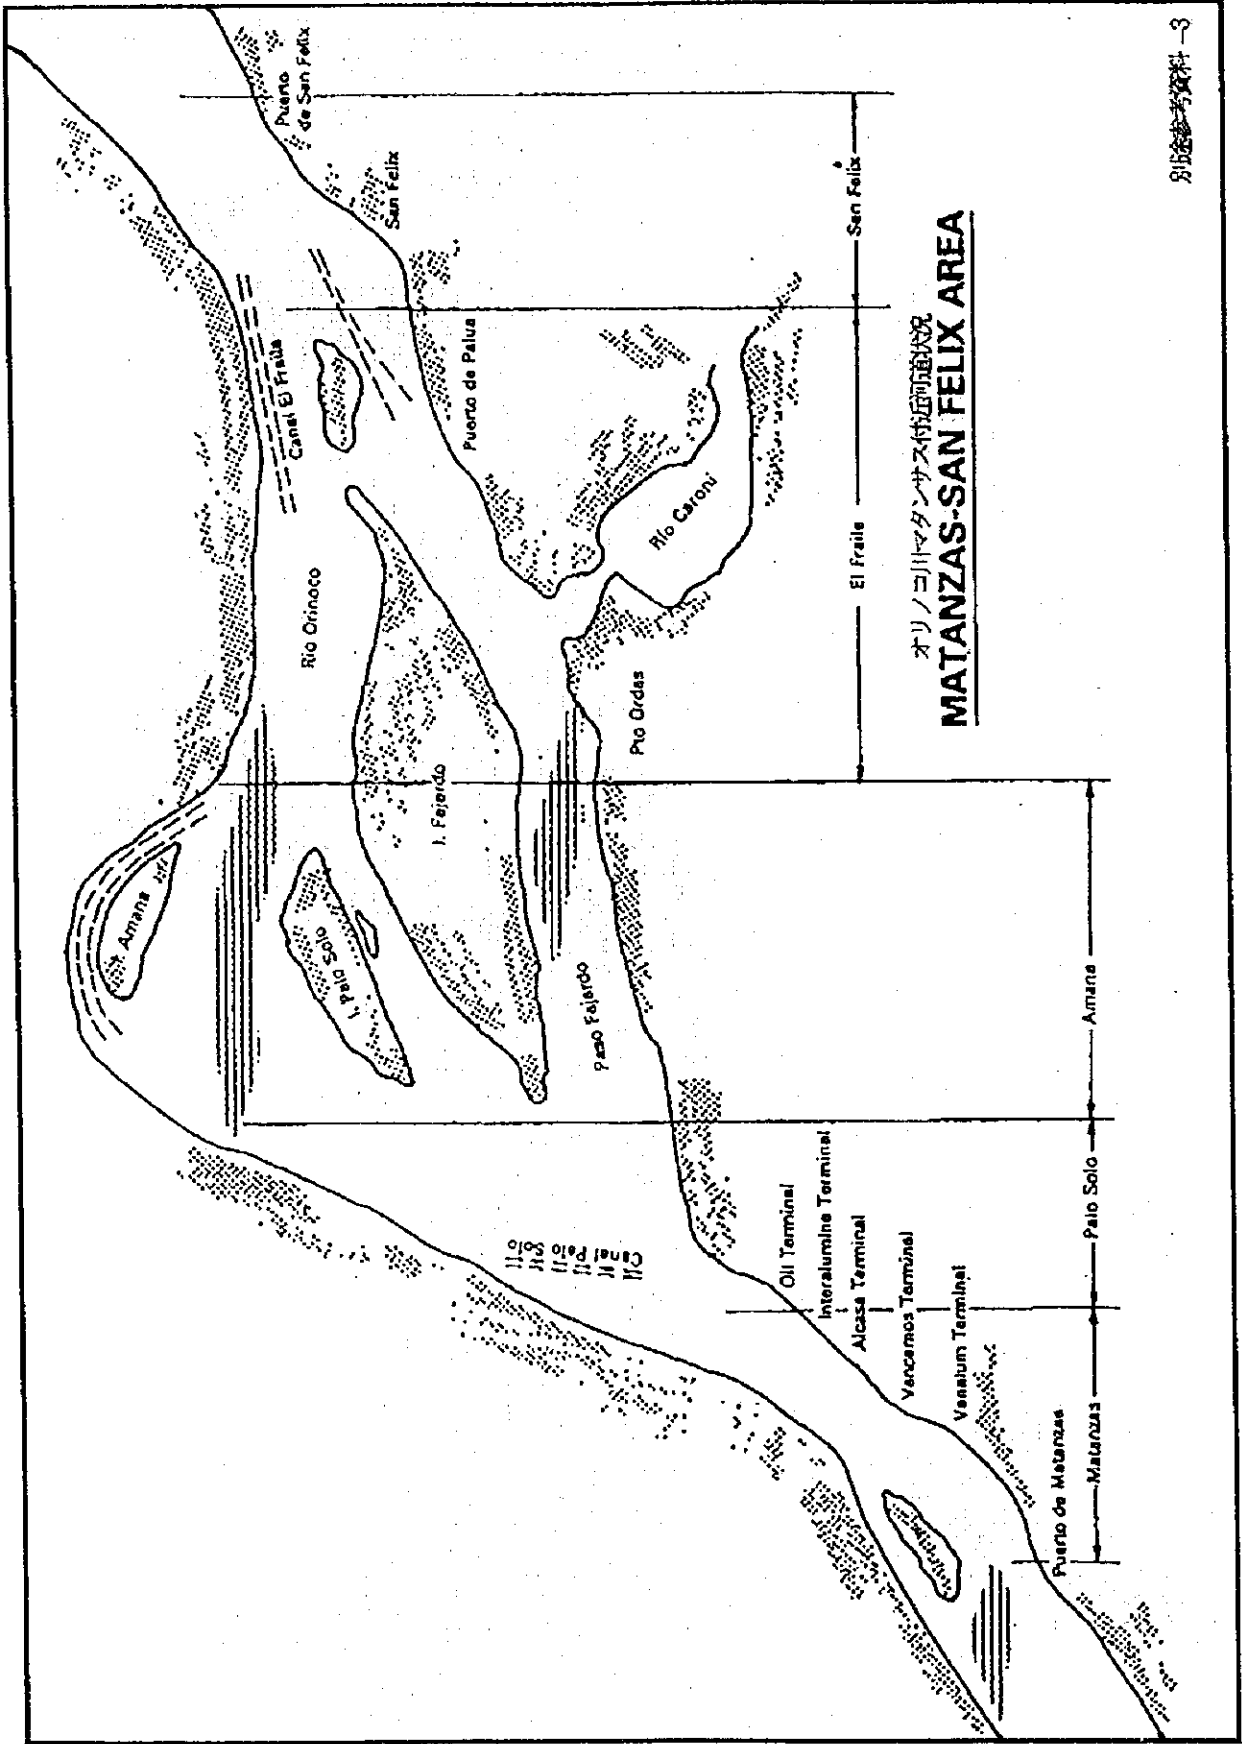 別途参考資料-3
オリノコ川マタンサス付近河道状況
MATANZAS-SAN FELIX AREA
I. Amana
Canal El Fraile
Puerto
de San Felix
San Felix
Rio Orinoco
I. Palo Solo
I. Fajardo
Puerto de Palua
Rio Caroni
Paso Fajardo
Pto Ordas
Canal Palo Solo
Oil Terminal
Interalumina Terminal
Alcasa Terminal
Vencemos Terminal
Venalum Terminal
Puerto de Matanzas
San Felix
El Fraile
Amana
Palo Solo
Matanzas